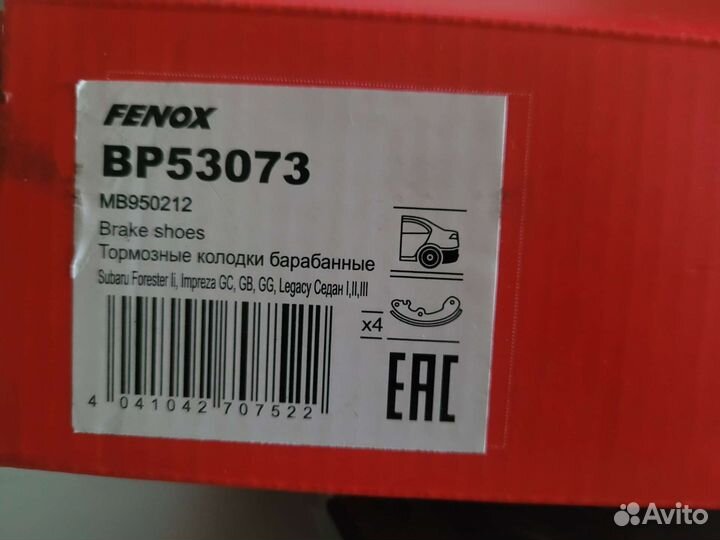 FENOX
BP53073
MB950212
Brake shoes
Тормозные колодки барабанные
Subaru Forester Ii, Impreza GC, GB, GG, Legacy Седан I,II,III
x4
4 041042 707522
EAC
Avito